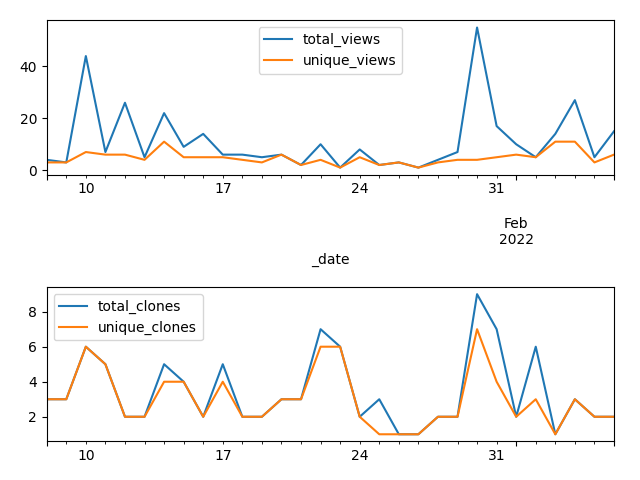 total_views
unique_views
40
20
0
10 17 24 31
Feb
2022
_date
total_clones
unique_clones
8
6
4
2
10 17 24 31